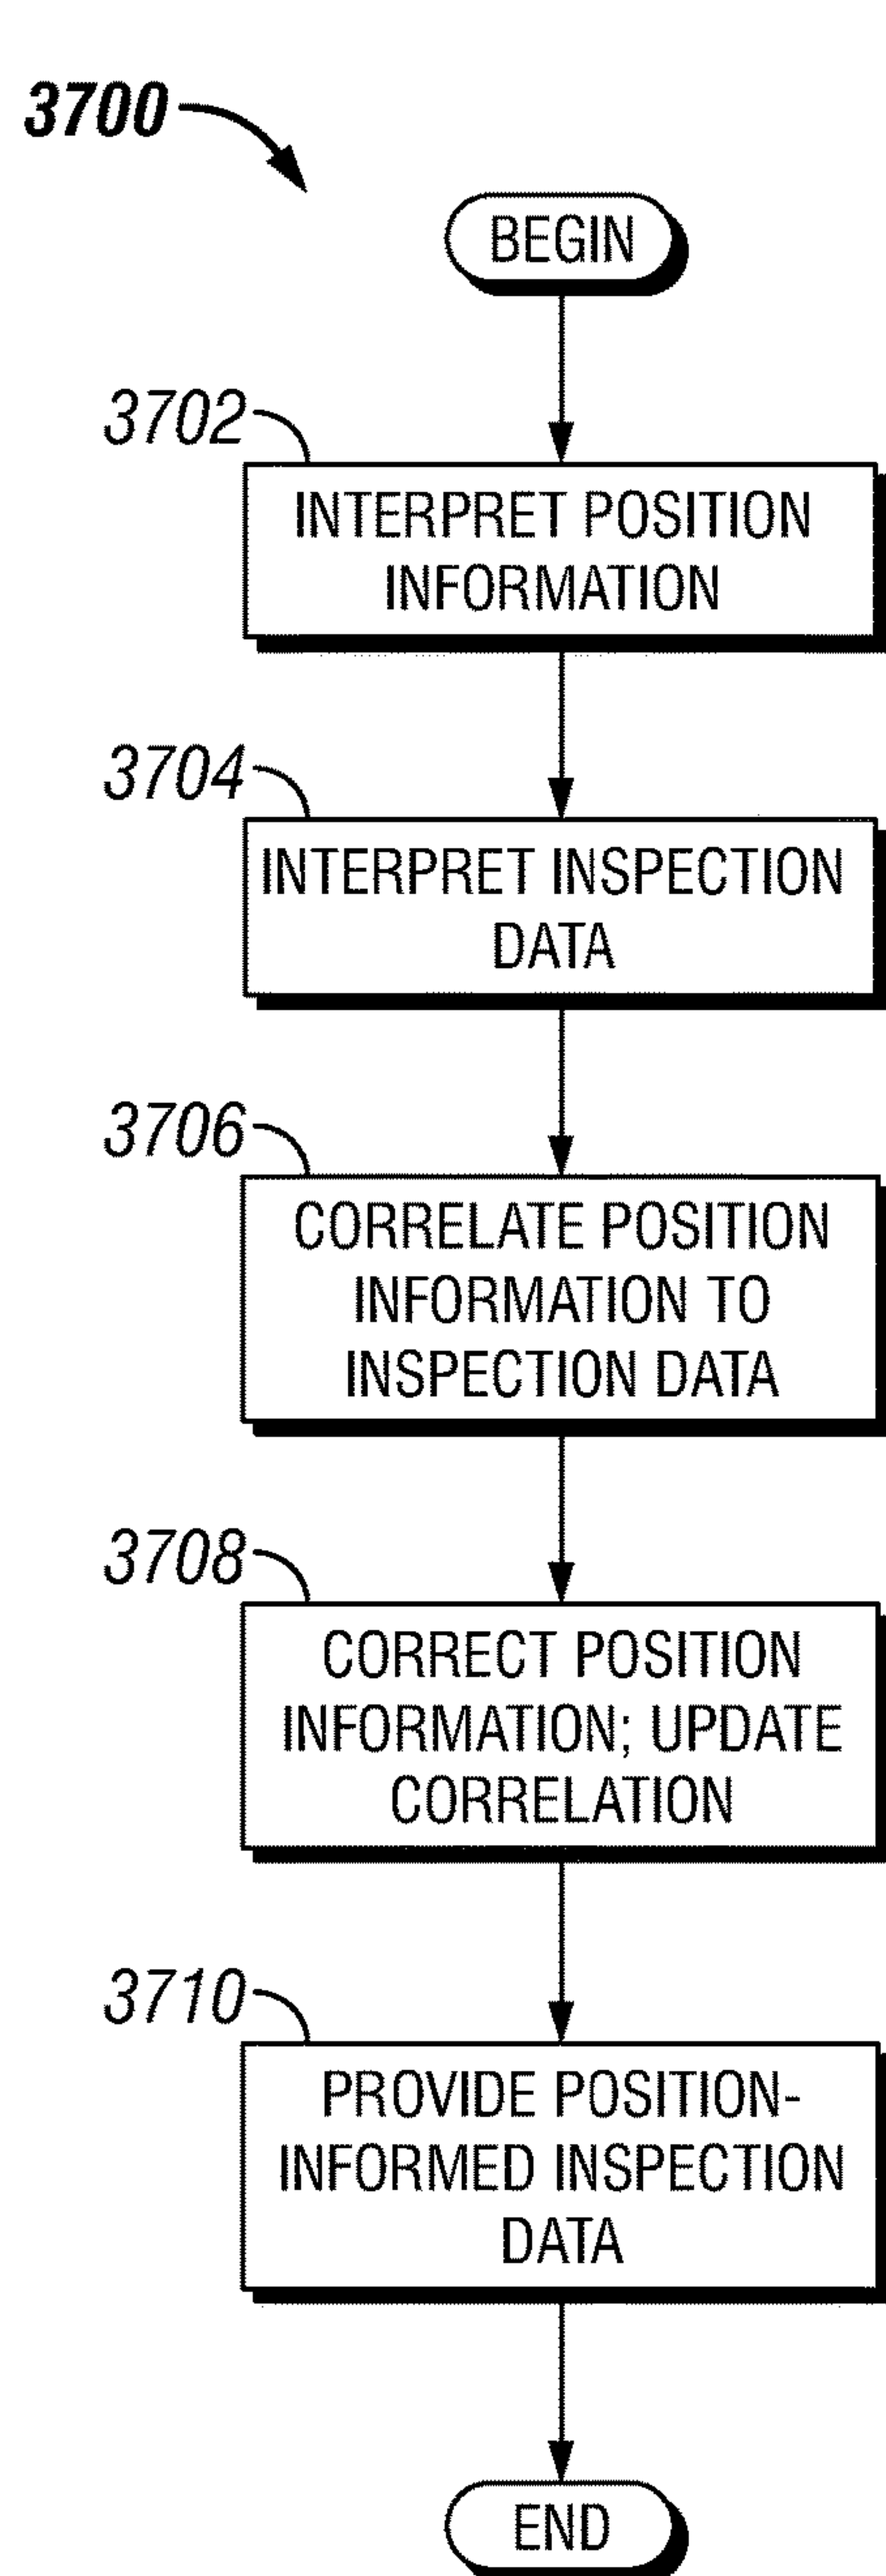 3700
BEGIN
3702
INTERPRET POSITION
INFORMATION
3704
INTERPRET INSPECTION
DATA
3706
CORRELATE POSITION
INFORMATION TO
INSPECTION DATA
3708
CORRECT POSITION
INFORMATION; UPDATE
CORRELATION
3710
PROVIDE POSITION-
INFORMED INSPECTION
DATA
END